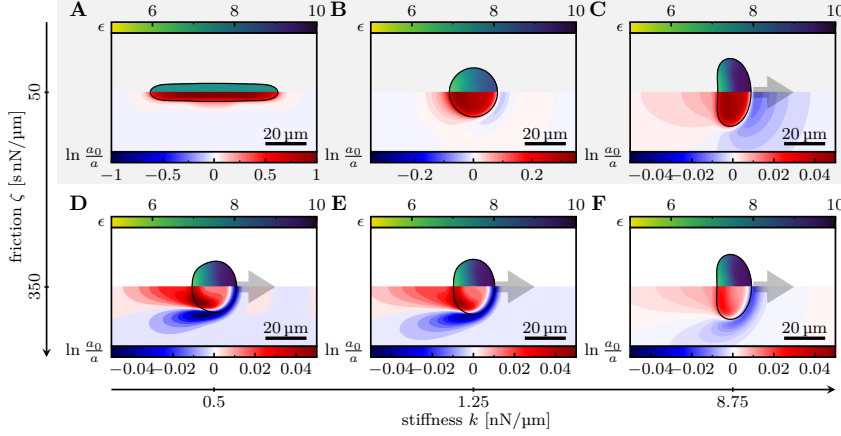 A 6 8 10 B 6 8 10 C 6 8 10
ϵ ϵ ϵ
20 µm 20 µm 20 µm
ln a₀/a ln a₀/a ln a₀/a
−1 −0.5 0 0.5 1 −0.2 0 0.2 −0.04 −0.02 0 0.02 0.04
D 6 8 10 E 6 8 10 F 6 8 10
ϵ ϵ ϵ
20 µm 20 µm 20 µm
ln a₀/a ln a₀/a ln a₀/a
−0.04 −0.02 0 0.02 0.04 −0.04 −0.02 0 0.02 0.04 −0.04 −0.02 0 0.02 0.04
friction ζ [s nN/µm]
50
350
0.5 1.25 8.75
stiffness k [nN/µm]